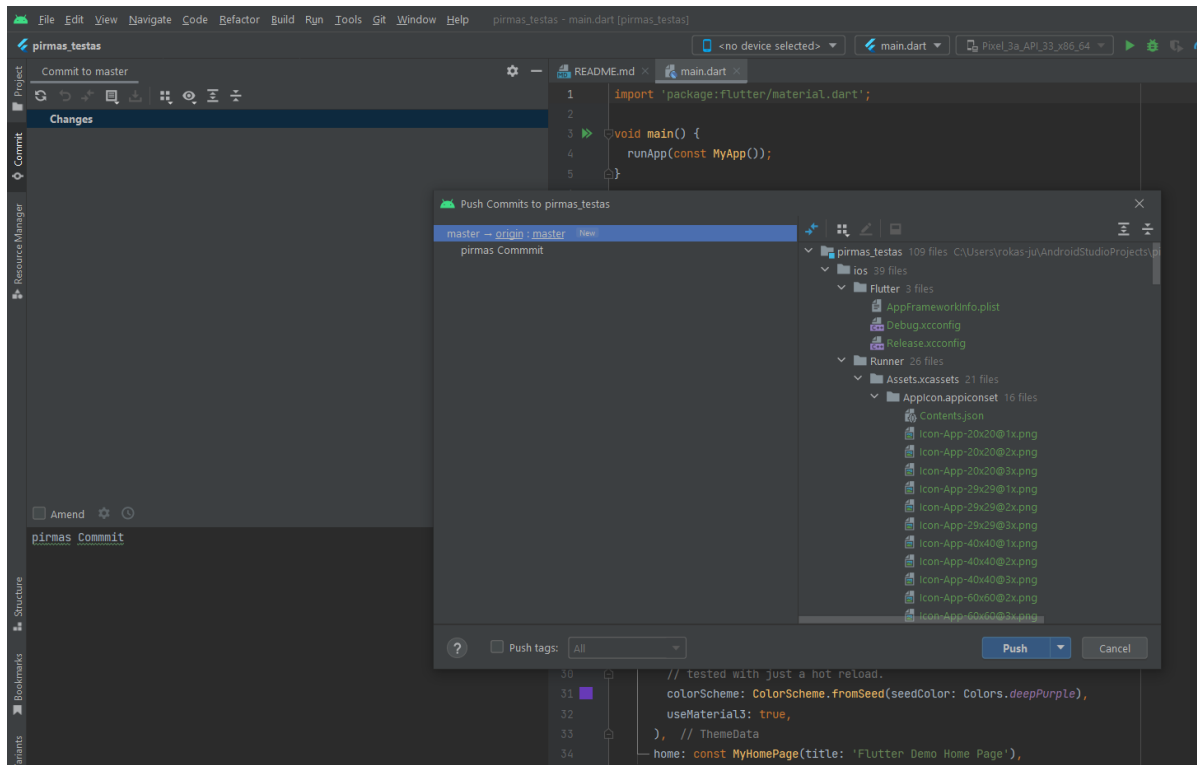 File Edit View Navigate Code Refactor Build Run Tools Git Window Help pirmas_testas – main.dart [pirmas_testas]
pirmas_testas <no device selected> main.dart Pixel_3a_API_33_x86_64
Project
Commit
Resource Manager
Structure
Bookmarks
Commit to master
Changes
README.md main.dart
1 import 'package:flutter/material.dart';
2
3 void main() {
4 runApp(const MyApp());
5 }
Push Commits to pirmas_testas
master → origin : master New
pirmas Commmit
pirmas_testas 109 files C:\Users\rokas-ju\AndroidStudioProjects\
ios 39 files
Flutter 3 files
AppFrameworkInfo.plist
Debug.xcconfig
Release.xcconfig
Runner 26 files
Assets.xcassets 21 files
AppIcon.appiconset 16 files
Contents.json
Icon-App-20x20@1x.png
Icon-App-20x20@2x.png
Icon-App-20x20@3x.png
Icon-App-29x29@1x.png
Icon-App-29x29@2x.png
Icon-App-29x29@3x.png
Icon-App-40x40@1x.png
Icon-App-40x40@2x.png
Icon-App-40x40@3x.png
Icon-App-60x60@2x.png
Icon-App-60x60@3x.png
? Push tags: All Push Cancel
Amend
pirmas Commmit
30 // tested with just a hot reload.
31 colorScheme: ColorScheme.fromSeed(seedColor: Colors.deepPurple),
32 useMaterial3: true,
33 ), // ThemeData
34 home: const MyHomePage(title: 'Flutter Demo Home Page'),